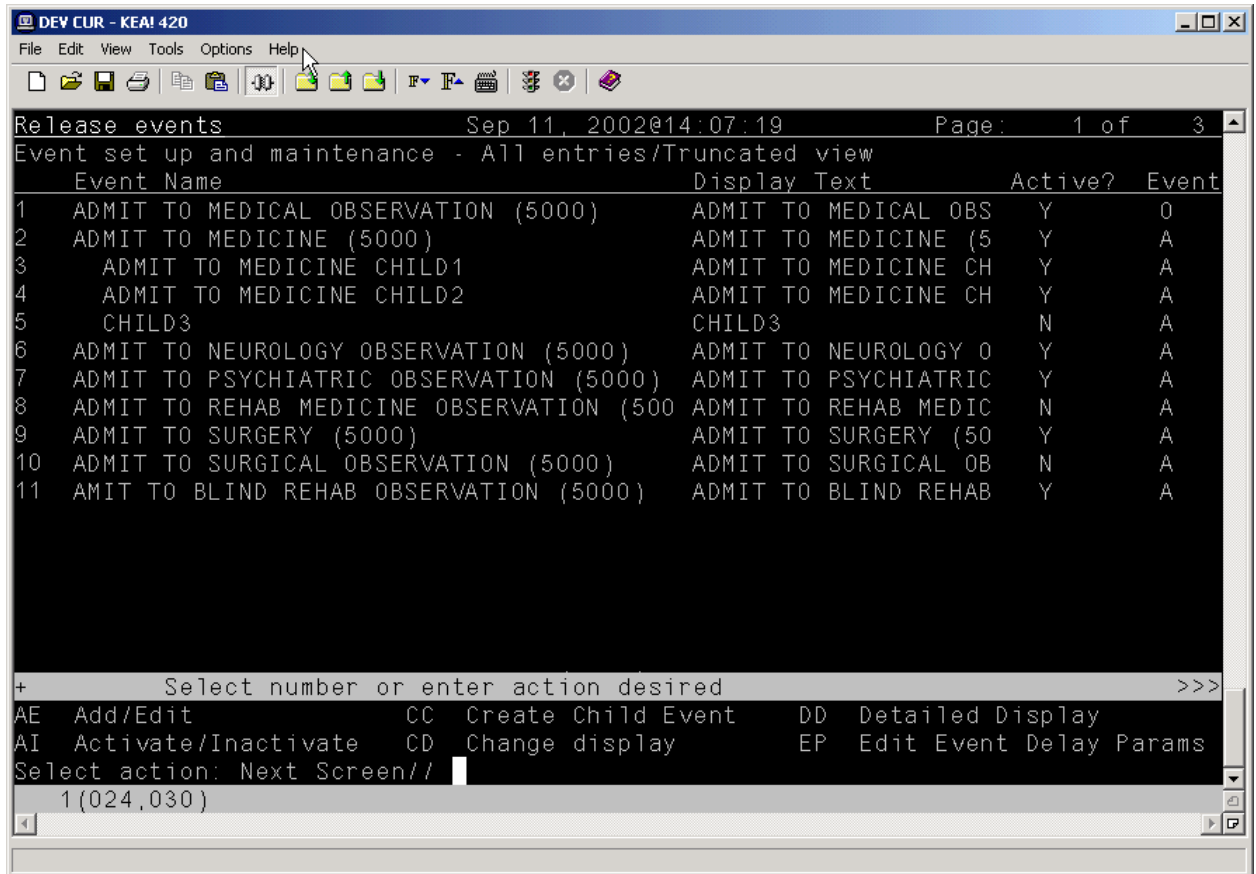 DEV CUR - KEA! 420
File Edit View Tools Options Help
Release events Sep 11, 2002@14:07:19 Page: 1 of 3
Event set up and maintenance - All entries/Truncated view
Event Name Display Text Active? Event
1 ADMIT TO MEDICAL OBSERVATION (5000) ADMIT TO MEDICAL OBS Y O
2 ADMIT TO MEDICINE (5000) ADMIT TO MEDICINE (5 Y A
3 ADMIT TO MEDICINE CHILD1 ADMIT TO MEDICINE CH Y A
4 ADMIT TO MEDICINE CHILD2 ADMIT TO MEDICINE CH Y A
5 CHILD3 CHILD3 N A
6 ADMIT TO NEUROLOGY OBSERVATION (5000) ADMIT TO NEUROLOGY O Y A
7 ADMIT TO PSYCHIATRIC OBSERVATION (5000) ADMIT TO PSYCHIATRIC Y A
8 ADMIT TO REHAB MEDICINE OBSERVATION (500 ADMIT TO REHAB MEDIC N A
9 ADMIT TO SURGERY (5000) ADMIT TO SURGERY (50 Y A
10 ADMIT TO SURGICAL OBSERVATION (5000) ADMIT TO SURGICAL OB N A
11 AMIT TO BLIND REHAB OBSERVATION (5000) ADMIT TO BLIND REHAB Y A
+ Select number or enter action desired >>>
AE Add/Edit CC Create Child Event DD Detailed Display
AI Activate/Inactivate CD Change display EP Edit Event Delay Params
Select action: Next Screen//
1(024,030)